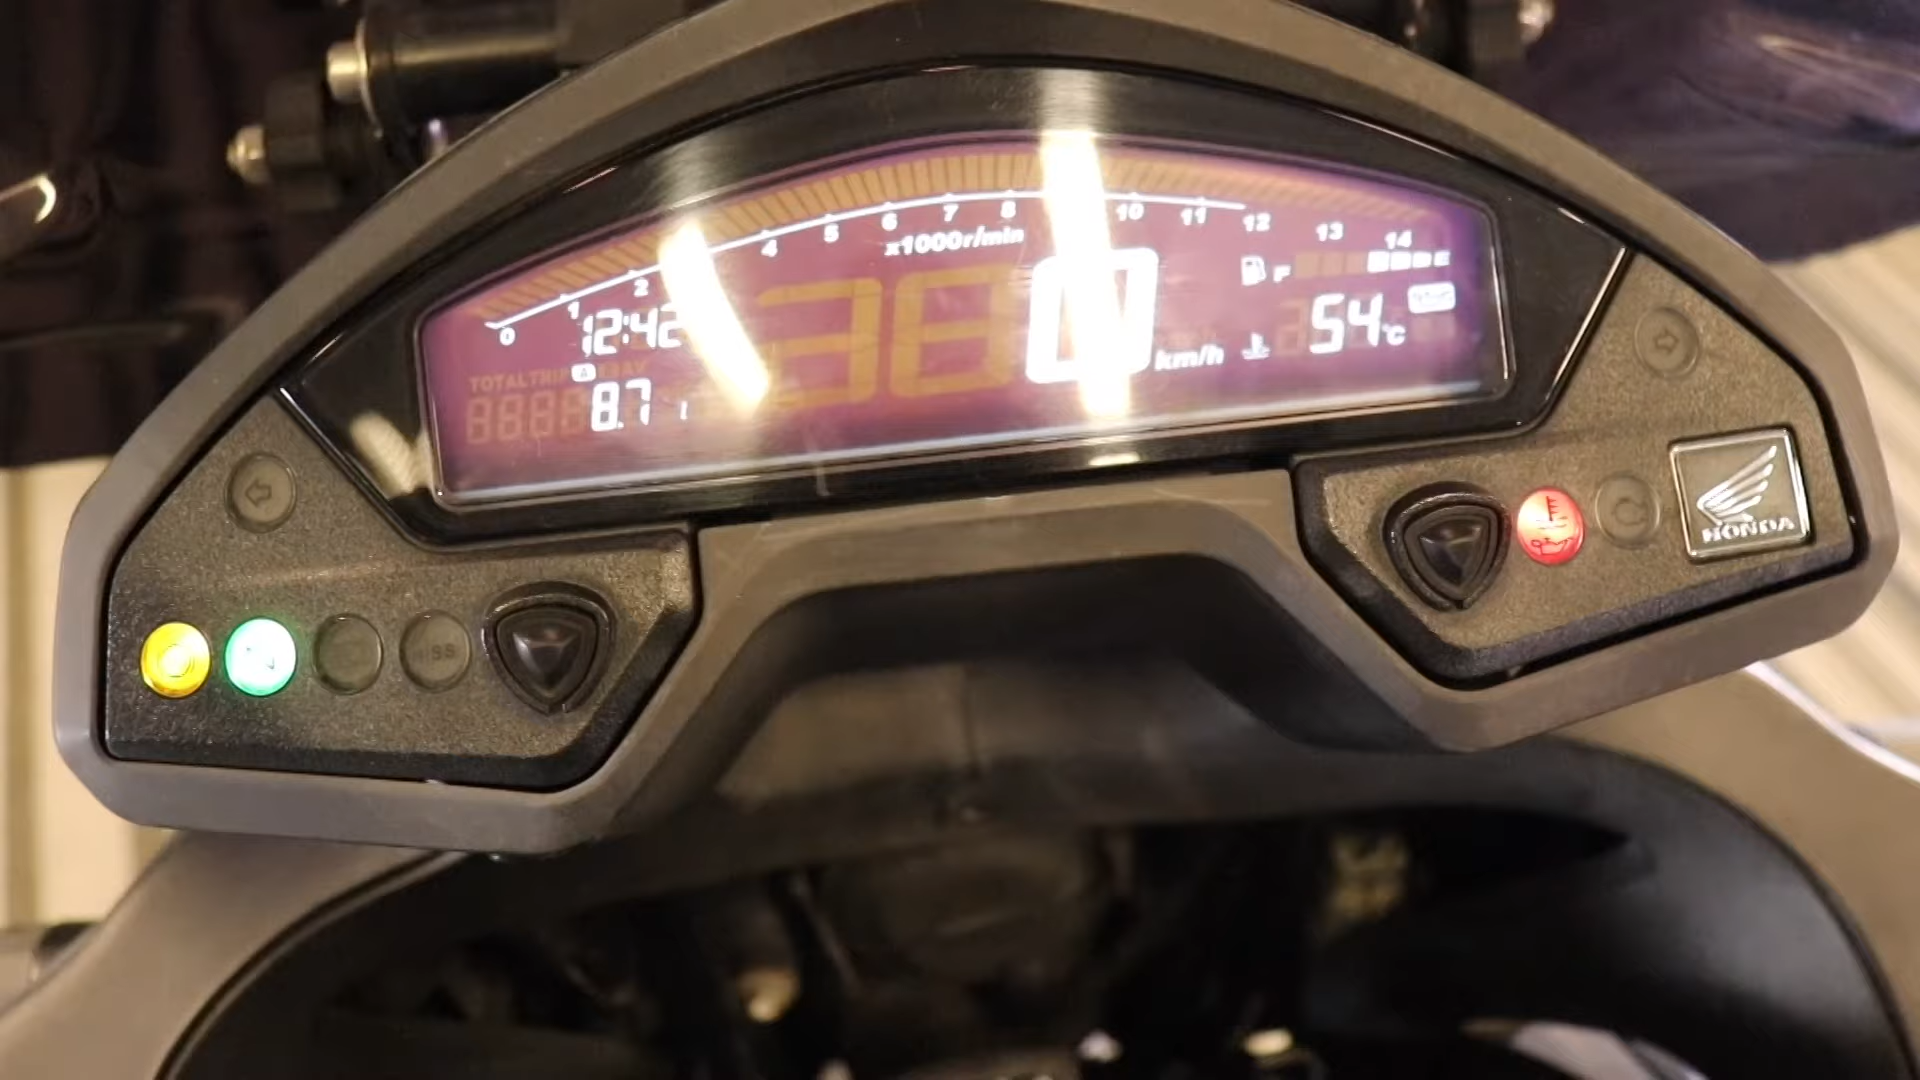 0 1 2 4 5 6 7 8 10 11 12 13 14
x1000r/min
F E
12:42
54 °C
TOTAL TRIP A
8.7
0 km/h
HISS
HONDA